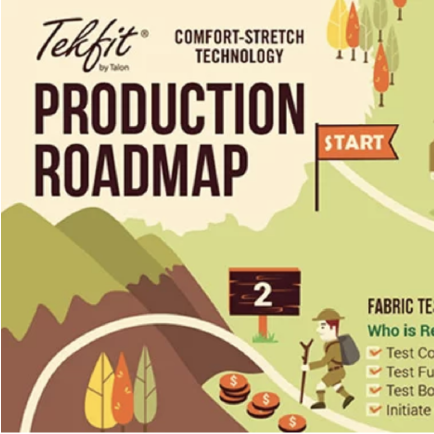 Tekfit®
by Talon
COMFORT-STRETCH
TECHNOLOGY
PRODUCTION
ROADMAP
START
2
FABRIC TE
Who is Re
Test Co
Test Fu
Test Bo
Initiate
$
$
$